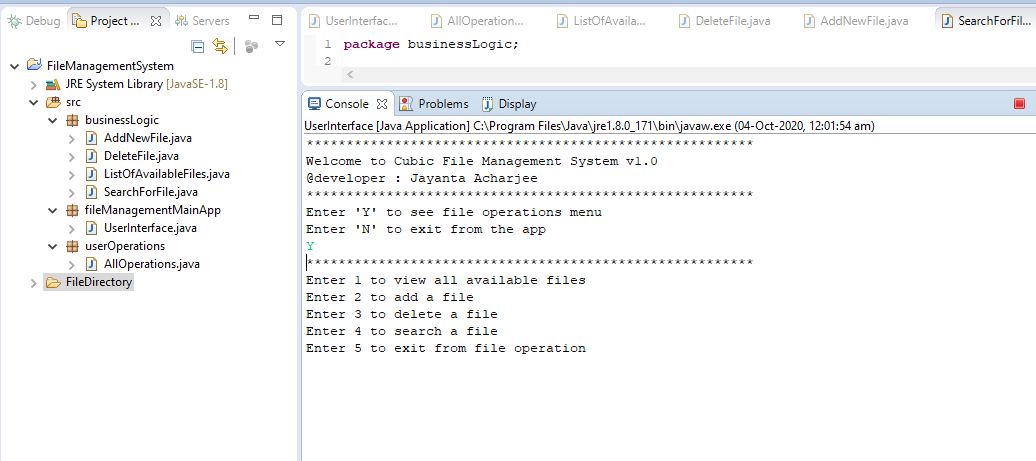 Debug Project ... Servers
FileManagementSystem
JRE System Library [JavaSE-1.8]
src
businessLogic
AddNewFile.java
DeleteFile.java
ListOfAvailableFiles.java
SearchForFile.java
fileManagementMainApp
UserInterface.java
userOperations
AllOperations.java
FileDirectory
UserInterfac... AllOperation... ListOfAvaila... DeleteFile.java AddNewFile.java SearchForFil...
1 package businessLogic;
2
Console Problems Display
UserInterface [Java Application] C:\Program Files\Java\jre1.8.0_171\bin\javaw.exe (04-Oct-2020, 12:01:54 am)
********************************************************
Welcome to Cubic File Management System v1.0
@developer : Jayanta Acharjee
********************************************************
Enter 'Y' to see file operations menu
Enter 'N' to exit from the app
Y
********************************************************
Enter 1 to view all available files
Enter 2 to add a file
Enter 3 to delete a file
Enter 4 to search a file
Enter 5 to exit from file operation